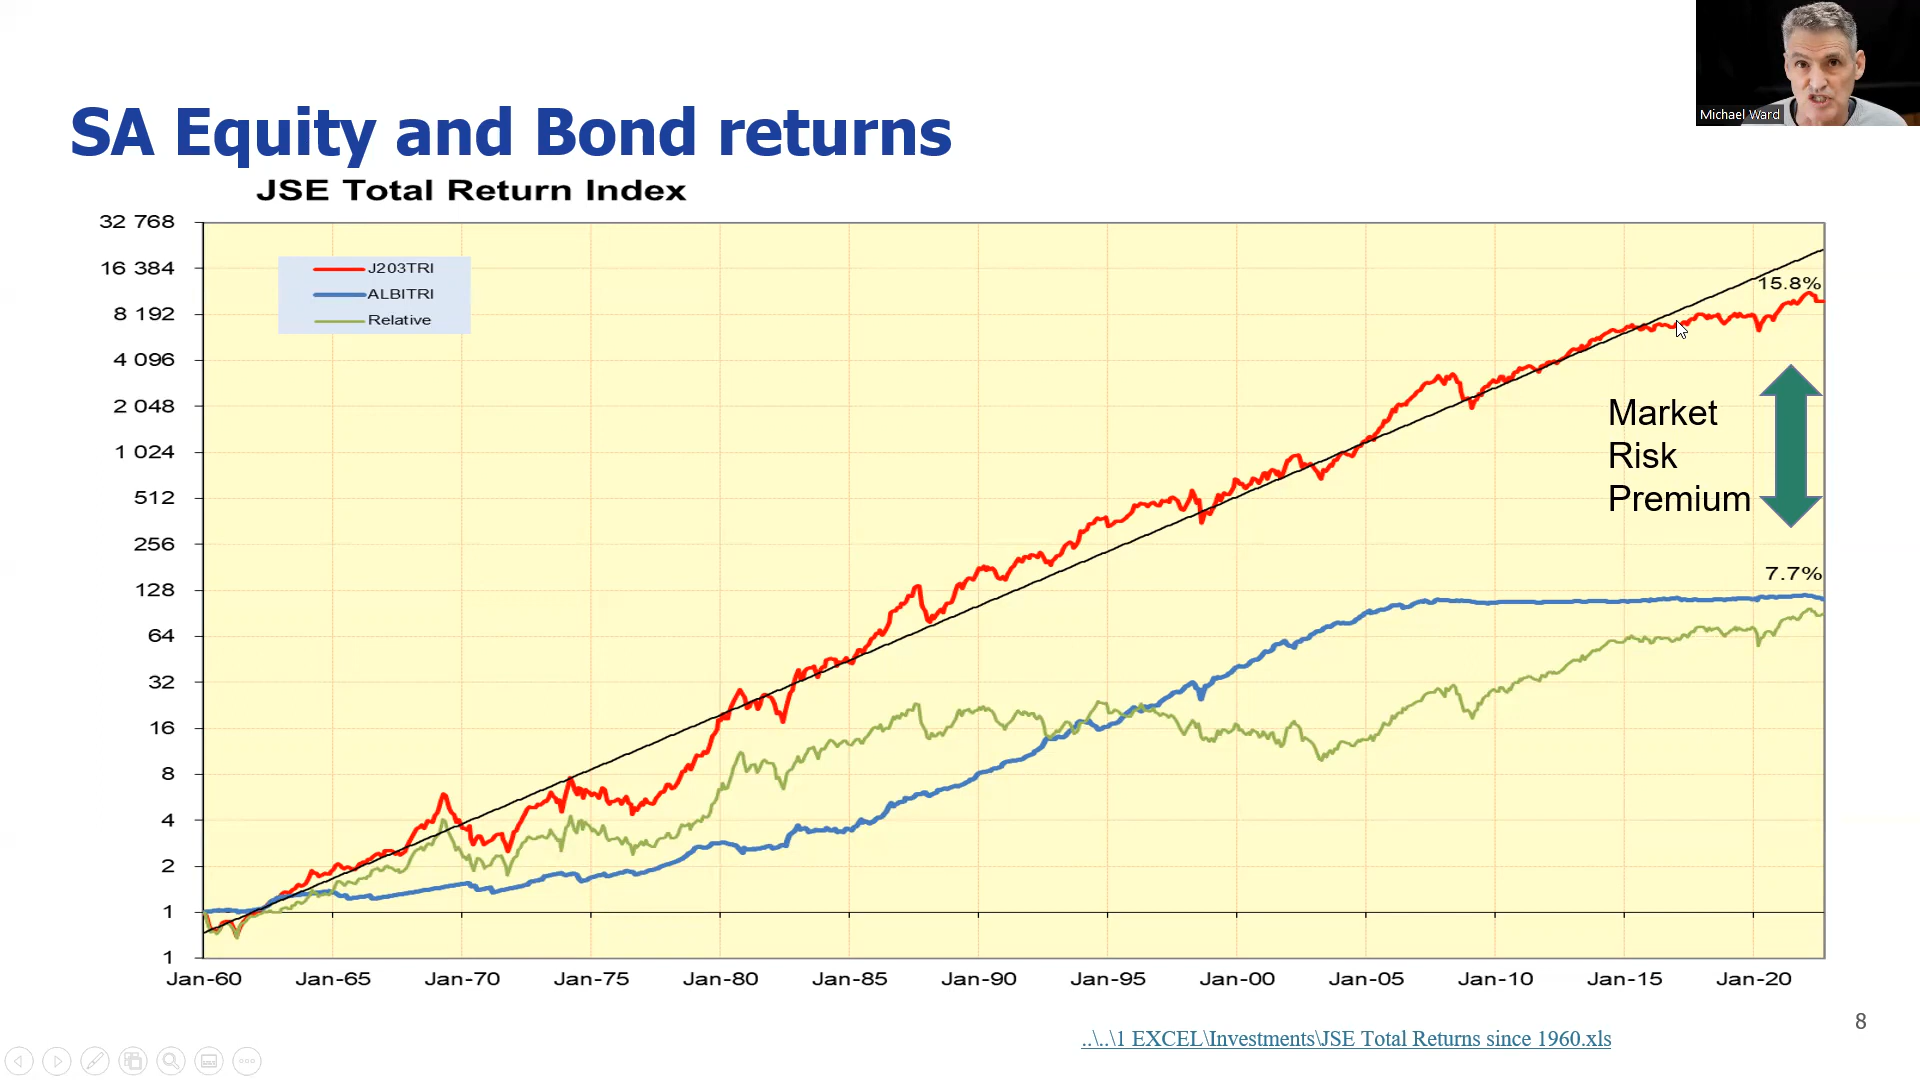 Michael Ward
SA Equity and Bond returns
JSE Total Return Index
32 768
16 384
8 192
4 096
2 048
1 024
512
256
128
64
32
16
8
4
2
1
1
J203TRI
ALBITRI
Relative
15.8%
Market
Risk
Premium
7.7%
Jan-60 Jan-65 Jan-70 Jan-75 Jan-80 Jan-85 Jan-90 Jan-95 Jan-00 Jan-05 Jan-10 Jan-15 Jan-20
8
..\..\1 EXCEL\Investments\JSE Total Returns since 1960.xls